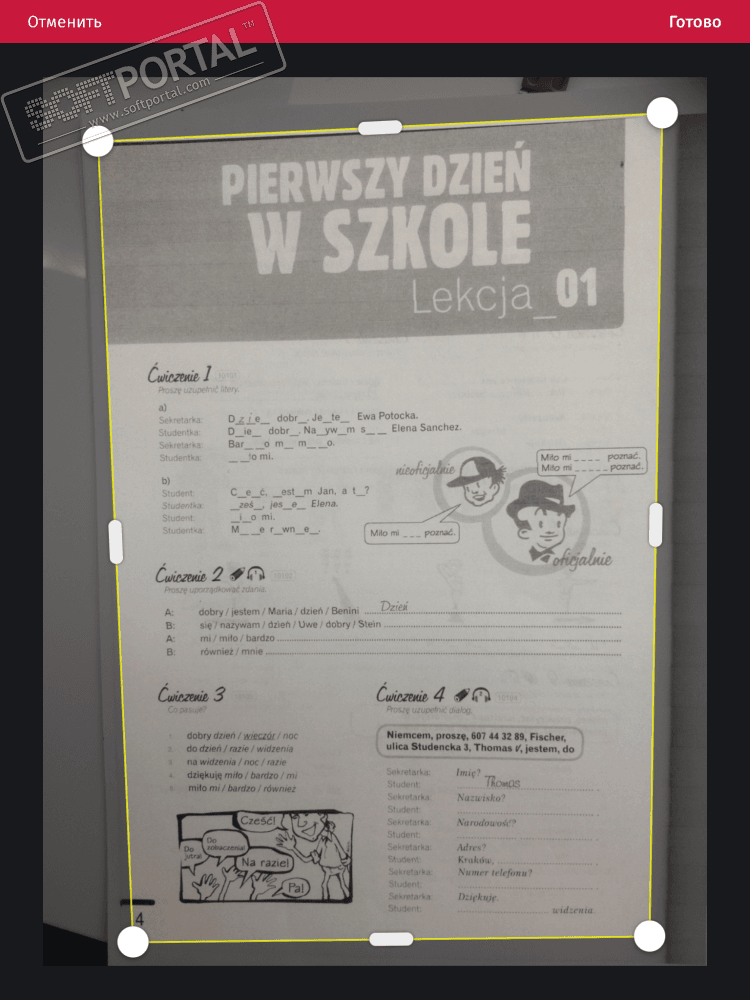 Отменить
Готово
SOFTPORTAL™
www.softportal.com
PIERWSZY DZIEŃ
W SZKOLE
Lekcja_01
Ćwiczenie 1
Proszę uzupełnić litery.
a)
Sekretarka: D z i e__ dobr__. Je__te__ Ewa Potocka.
Studentka: D__ie__ dobr__. Na__yw__m s__ __ Elena Sanchez.
Sekretarka: Bar__ __o m__ m__ __o.
Studentka: __ __ło mi.
b)
Student: C__e__ć, __est__m Jan, a t__?
Studentka: __ześ__, jes__e__ Elena.
Student: __i__o mi.
Studentka: M__ __e r__wn__e__.
nieoficjalnie
Miło mi _ _ _ _ poznać.
Miło mi _ _ _ _ _ poznać.
Miło mi _ _ _ poznać.
oficjalnie
Ćwiczenie 2
Proszę uporządkować zdania.
A: dobry / jestem / Maria / dzień / Benini Dzień
B: się / nazywam / dzień / Uwe / dobry / Stein
A: mi / miło / bardzo
B: również / mnie
Ćwiczenie 3
Co pasuje?
1. dobry dzień / wieczór / noc
2. do dzień / razie / widzenia
3. na widzenia / noc / razie
4. dziękuję miło / bardzo / mi
5. miło mi / bardzo / również
Cześć!
Do jutra!
Do zobaczenia!
Na razie!
Pa!
Ćwiczenie 4
Proszę uzupełnić dialog.
Niemcem, proszę, 607 44 32 89, Fischer,
ulica Studencka 3, Thomas √, jestem, do
Sekretarka: Imię?
Student: Thomas
Sekretarka: Nazwisko?
Student:
Sekretarka: Narodowość?
Student:
Sekretarka: Adres?
Student: Kraków,
Sekretarka: Numer telefonu?
Student:
Sekretarka: Dziękuję.
Student: widzenia.
4